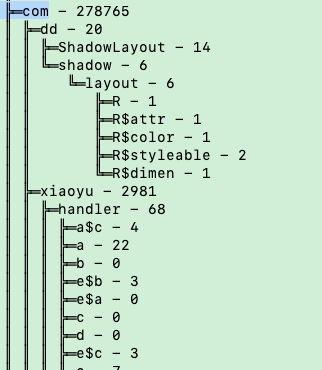 com - 278765
dd - 20
ShadowLayout - 14
shadow - 6
layout - 6
R - 1
R$attr - 1
R$color - 1
R$styleable - 2
R$dimen - 1
xiaoyu - 2981
handler - 68
a$c - 4
a - 22
b - 0
e$b - 3
e$a - 0
c - 0
d - 0
e$c - 3